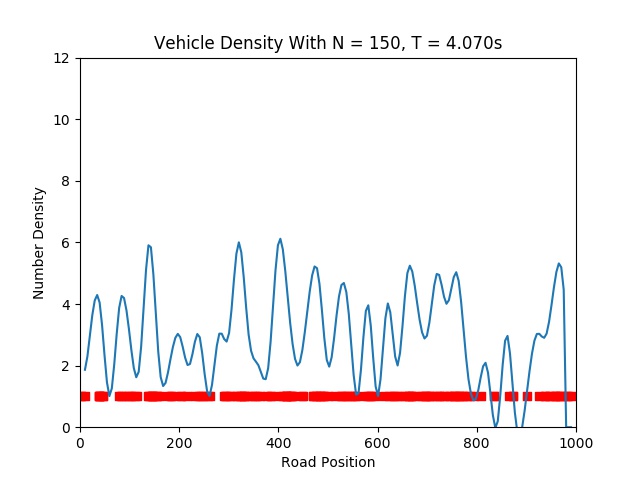 Vehicle Density With N = 150, T = 4.070s
12
10
8
6
4
2
0
Number Density
0 200 400 600 800 1000
Road Position